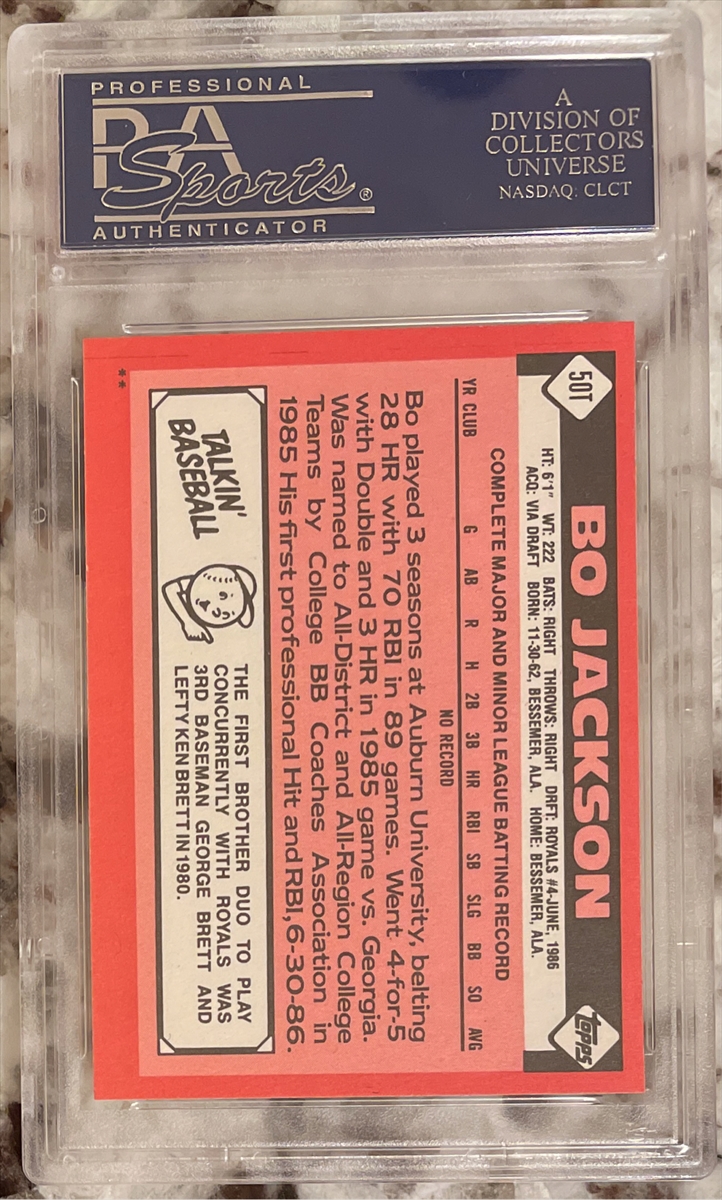 PROFESSIONAL
PSA
Sports®
AUTHENTICATOR
A
DIVISION OF
COLLECTORS
UNIVERSE
NASDAQ: CLCT
50T
BO JACKSON
topps
HT: 6'1" WT: 222 BATS: RIGHT THROWS: RIGHT DRFT: ROYALS #4-JUNE, 1986
ACQ: VIA DRAFT BORN: 11-30-62, BESSEMER, ALA. HOME: BESSEMER, ALA.
COMPLETE MAJOR AND MINOR LEAGUE BATTING RECORD
YR CLUB G AB R H 2B 3B HR RBI SB SLG BB SO AVG
NO RECORD
Bo played 3 seasons at Auburn University, belting
28 HR with 70 RBI in 89 games. Went 4-for-5
with Double and 3 HR in 1985 game vs. Georgia.
Was named to All-District and All-Region College
Teams by College BB Coaches Association in
1985 His first professional Hit and RBI, 6-30-86.
TALKIN'
BASEBALL
THE FIRST BROTHER DUO TO PLAY
CONCURRENTLY WITH ROYALS WAS
3RD BASEMAN GEORGE BRETT AND
LEFTY KEN BRETT IN 1980.
**